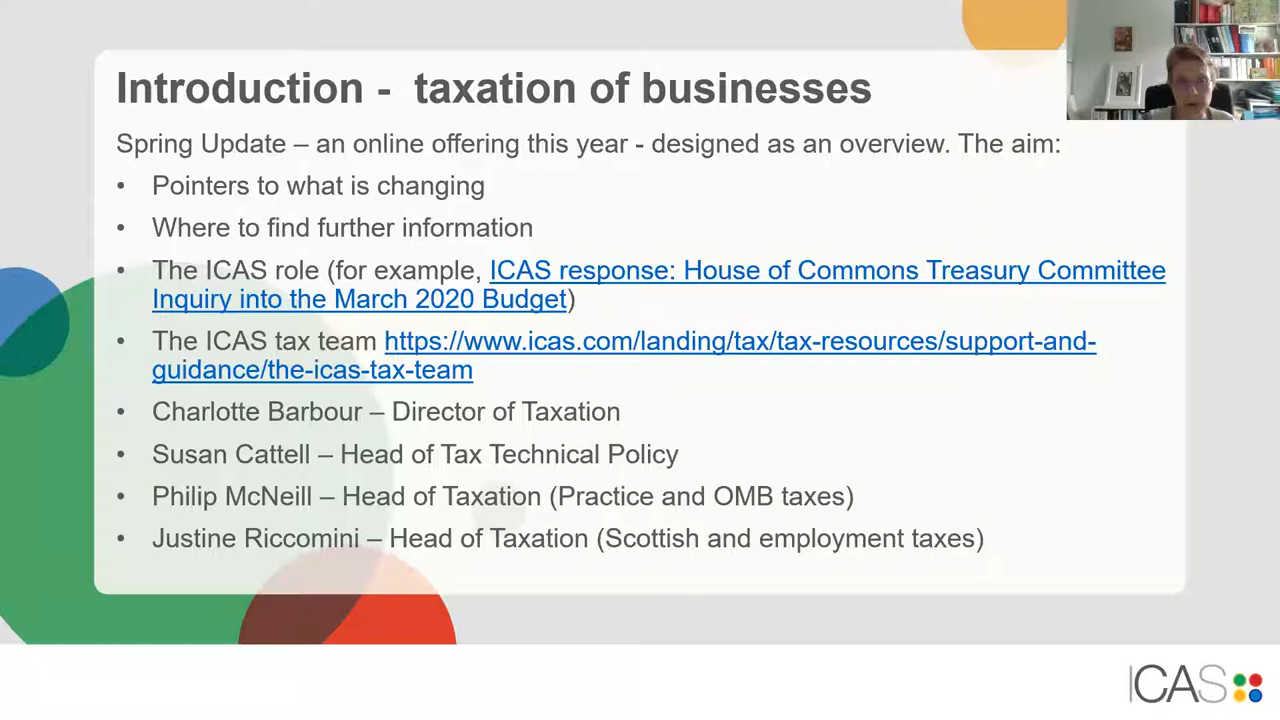 Introduction - taxation of businesses
Spring Update – an online offering this year - designed as an overview. The aim:
• Pointers to what is changing
• Where to find further information
• The ICAS role (for example, ICAS response: House of Commons Treasury Committee
Inquiry into the March 2020 Budget)
• The ICAS tax team https://www.icas.com/landing/tax/tax-resources/support-and-
guidance/the-icas-tax-team
• Charlotte Barbour – Director of Taxation
• Susan Cattell – Head of Tax Technical Policy
• Philip McNeill – Head of Taxation (Practice and OMB taxes)
• Justine Riccomini – Head of Taxation (Scottish and employment taxes)
ICAS